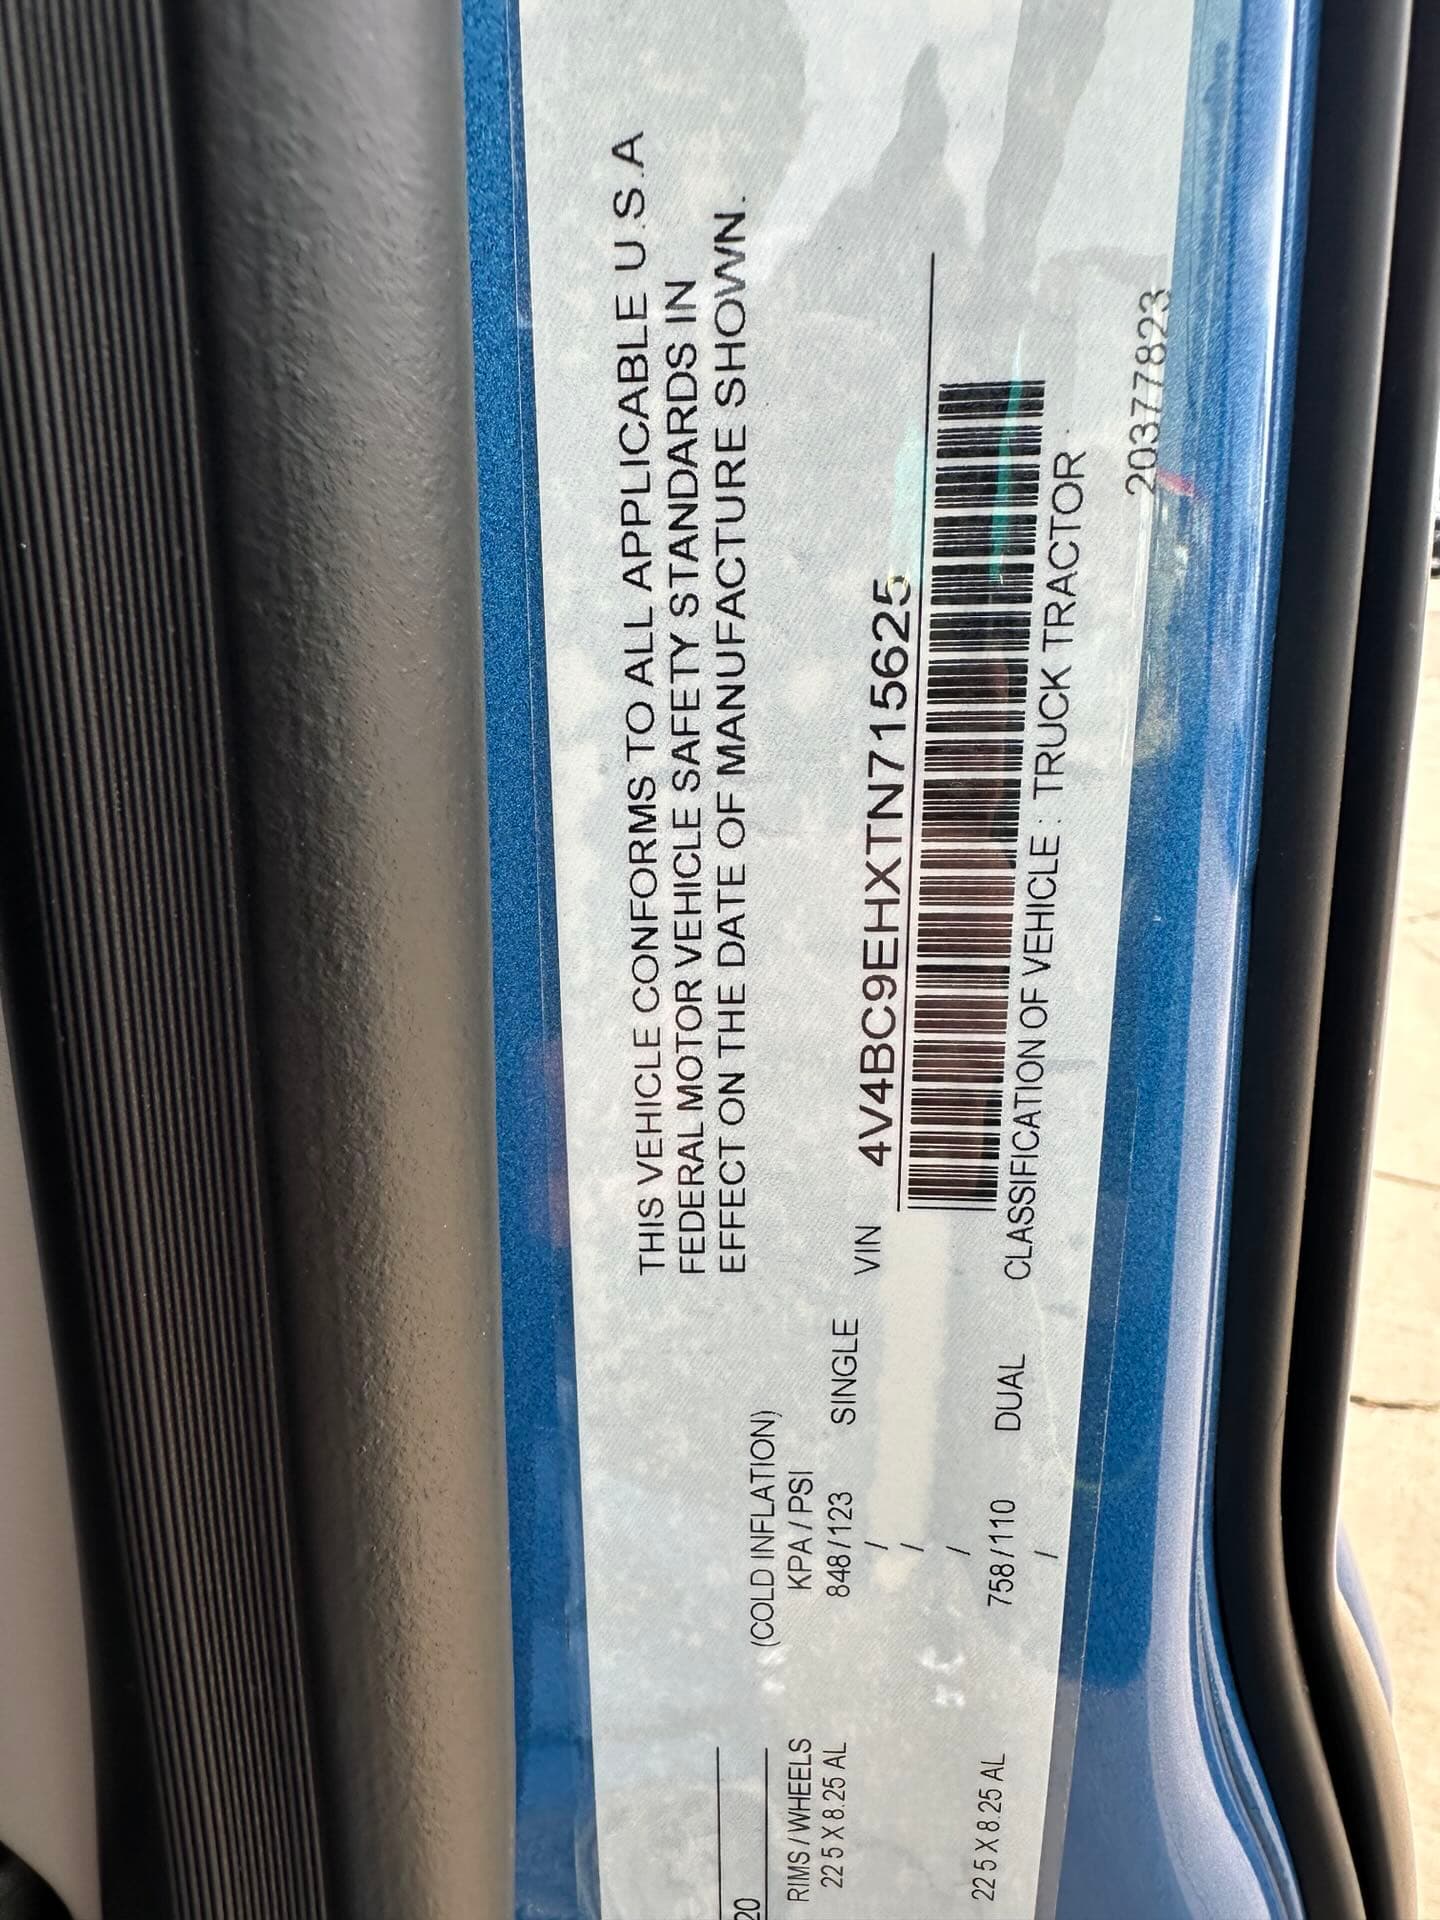 THIS VEHICLE CONFORMS TO ALL APPLICABLE U.S.A
FEDERAL MOTOR VEHICLE SAFETY STANDARDS IN
EFFECT ON THE DATE OF MANUFACTURE SHOWN.
20
(COLD INFLATION)
RIMS / WHEELS KPA / PSI
22 5 X 8.25 AL 848 / 123 SINGLE
VIN 4V4BC9EHXTN715625
/
/
/
22 5 X 8.25 AL 758 / 110 DUAL
CLASSIFICATION OF VEHICLE : TRUCK TRACTOR
/
20377823